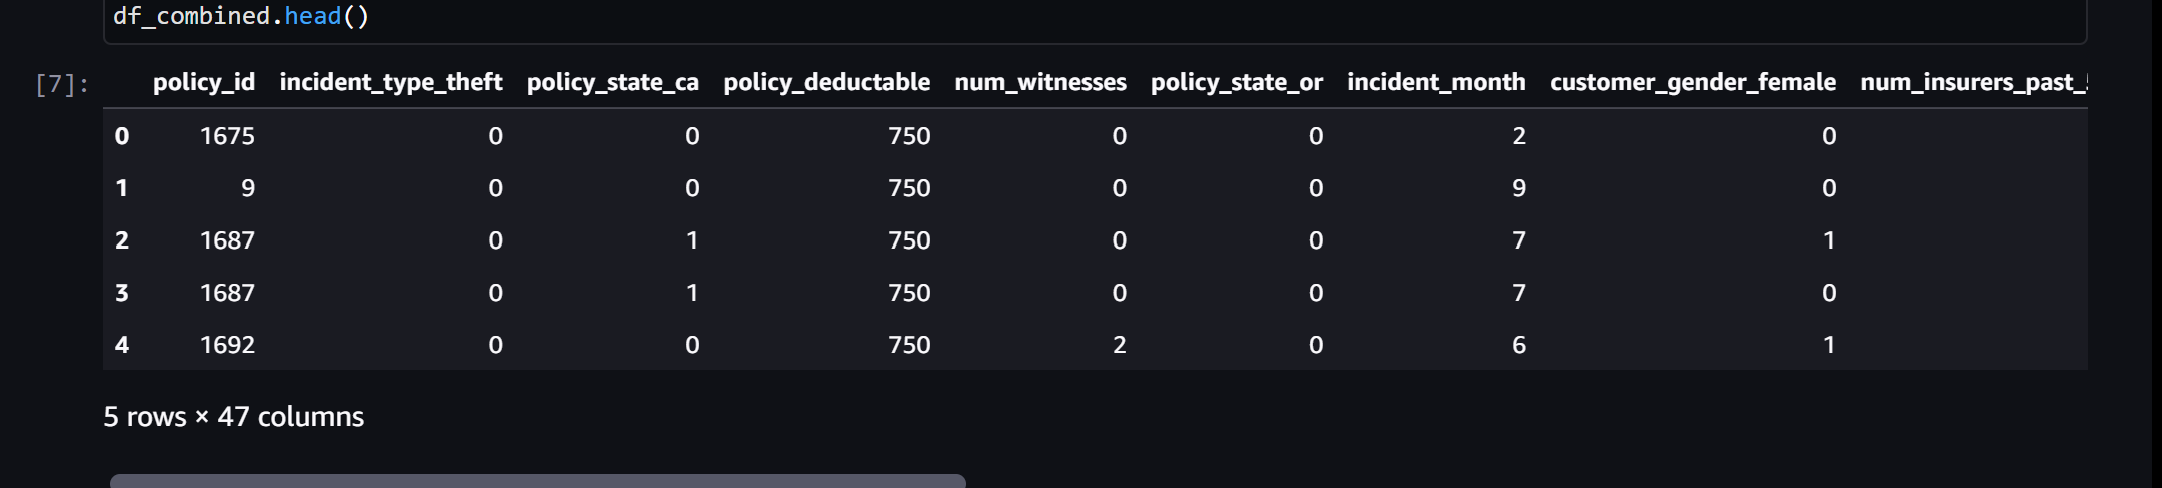 df_combined.head()
[7]: policy_id incident_type_theft policy_state_ca policy_deductable num_witnesses policy_state_or incident_month customer_gender_female num_insurers_past_
0 1675 0 0 750 0 0 2 0
1 9 0 0 750 0 0 9 0
2 1687 0 1 750 0 0 7 1
3 1687 0 1 750 0 0 7 0
4 1692 0 0 750 2 0 6 1
5 rows × 47 columns